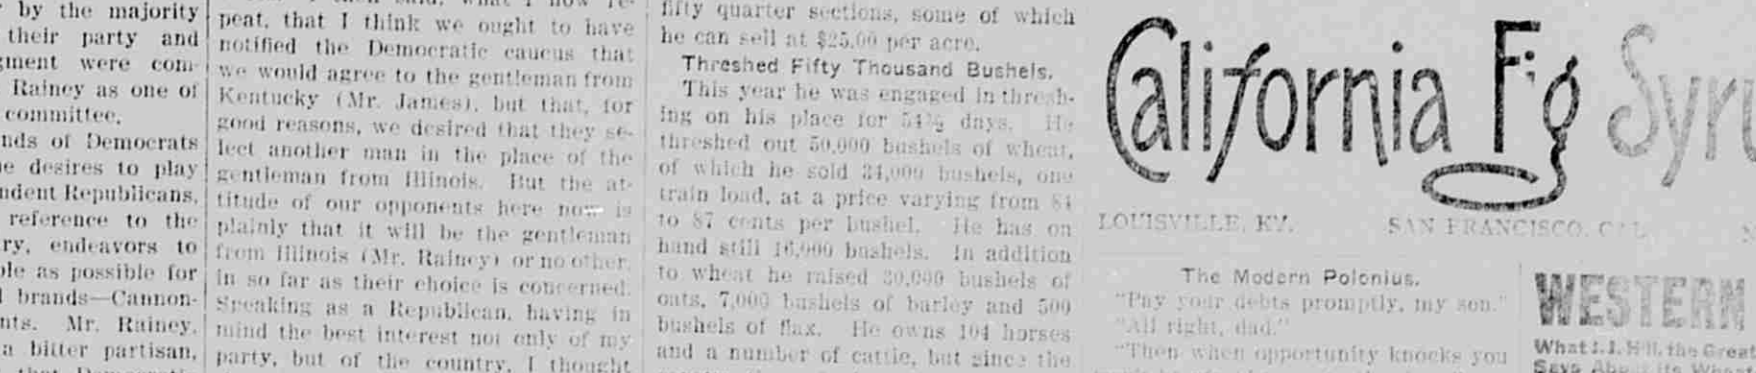 by the majority
their party and
gment were com-
Rainey as one of
committee.
nds of Democrats
e desires to play
ndent Republicans,
reference to the
ry, endeavors to
ole as possible for
brands—Cannon-
nts. Mr. Rainey,
a bitter partisan,
peat, that I think we ought to have
notified the Democratic caucus that
we would agree to the gentleman from
Kentucky (Mr. James), but that, for
good reasons, we desired that they se-
lect another man in the place of the
gentleman from Illinois. But the at-
titude of our opponents here now is
plainly that it will be the gentleman
from Illinois (Mr. Rainey) or no other,
in so far as their choice is concerned.
Speaking as a Republican, having in
mind the best interest not only of my
party, but of the country, I thought
fifty quarter sections, some of which
he can sell at $25.00 per acre.
Threshed Fifty Thousand Bushels.
This year he was engaged in thresh-
ing on his place for 54½ days. He
threshed out 50,000 bushels of wheat,
of which he sold 34,000 bushels, one
train load, at a price varying from 84
to 87 cents per bushel. He has on
hand still 16,000 bushels. In addition
to wheat he raised 30,000 bushels of
oats, 7,000 bushels of barley and 500
bushels of flax. He owns 104 horses
and a number of cattle, but since the
California Fig Syru
LOUISVILLE, KY. SAN FRANCISCO, CAL.
The Modern Polonius.
"Pay your debts promptly, my son."
"All right, dad."
"Then when opportunity knocks you
WESTERN
What J.J. Hill, the Great
Says About its Wheat